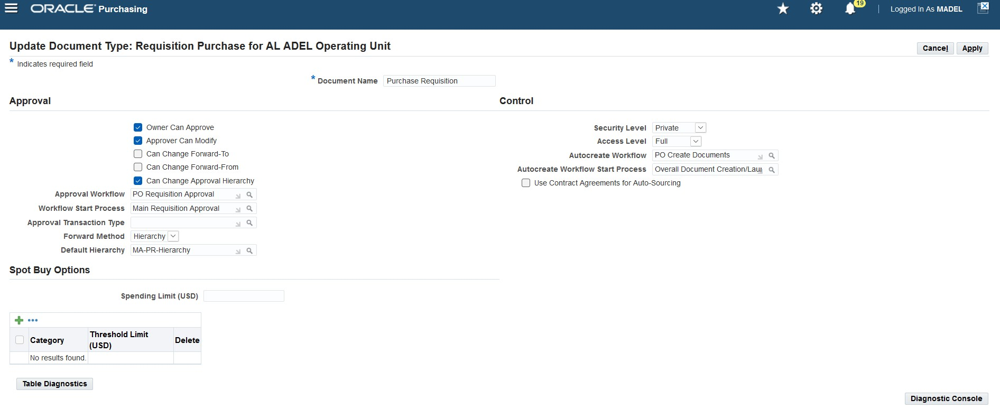 ORACLE Purchasing
19
Logged In As MADEL
Update Document Type: Requisition Purchase for AL ADEL Operating Unit
Cancel
Apply
* Indicates required field
* Document Name Purchase Requisition
Approval
Owner Can Approve
Approver Can Modify
Can Change Forward-To
Can Change Forward-From
Can Change Approval Hierarchy
Approval Workflow PO Requisition Approval
Workflow Start Process Main Requisition Approval
Approval Transaction Type
Forward Method Hierarchy
Default Hierarchy MA-PR-Hierarchy
Control
Security Level Private
Access Level Full
Autocreate Workflow PO Create Documents
Autocreate Workflow Start Process Overall Document Creation/Laun
Use Contract Agreements for Auto-Sourcing
Spot Buy Options
Spending Limit (USD)
Category
Threshold Limit
(USD)
Delete
No results found.
Table Diagnostics
Diagnostic Console